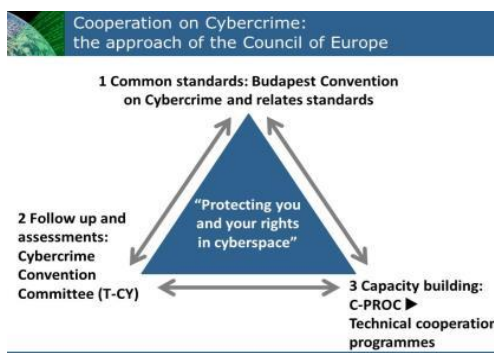 Cooperation on Cybercrime:
the approach of the Council of Europe
1 Common standards: Budapest Convention
on Cybercrime and relates standards
“Protecting you
and your rights
in cyberspace”
2 Follow up and
assessments:
Cybercrime
Convention
Committee (T-CY)
3 Capacity building:
C-PROC ►
Technical cooperation
programmes